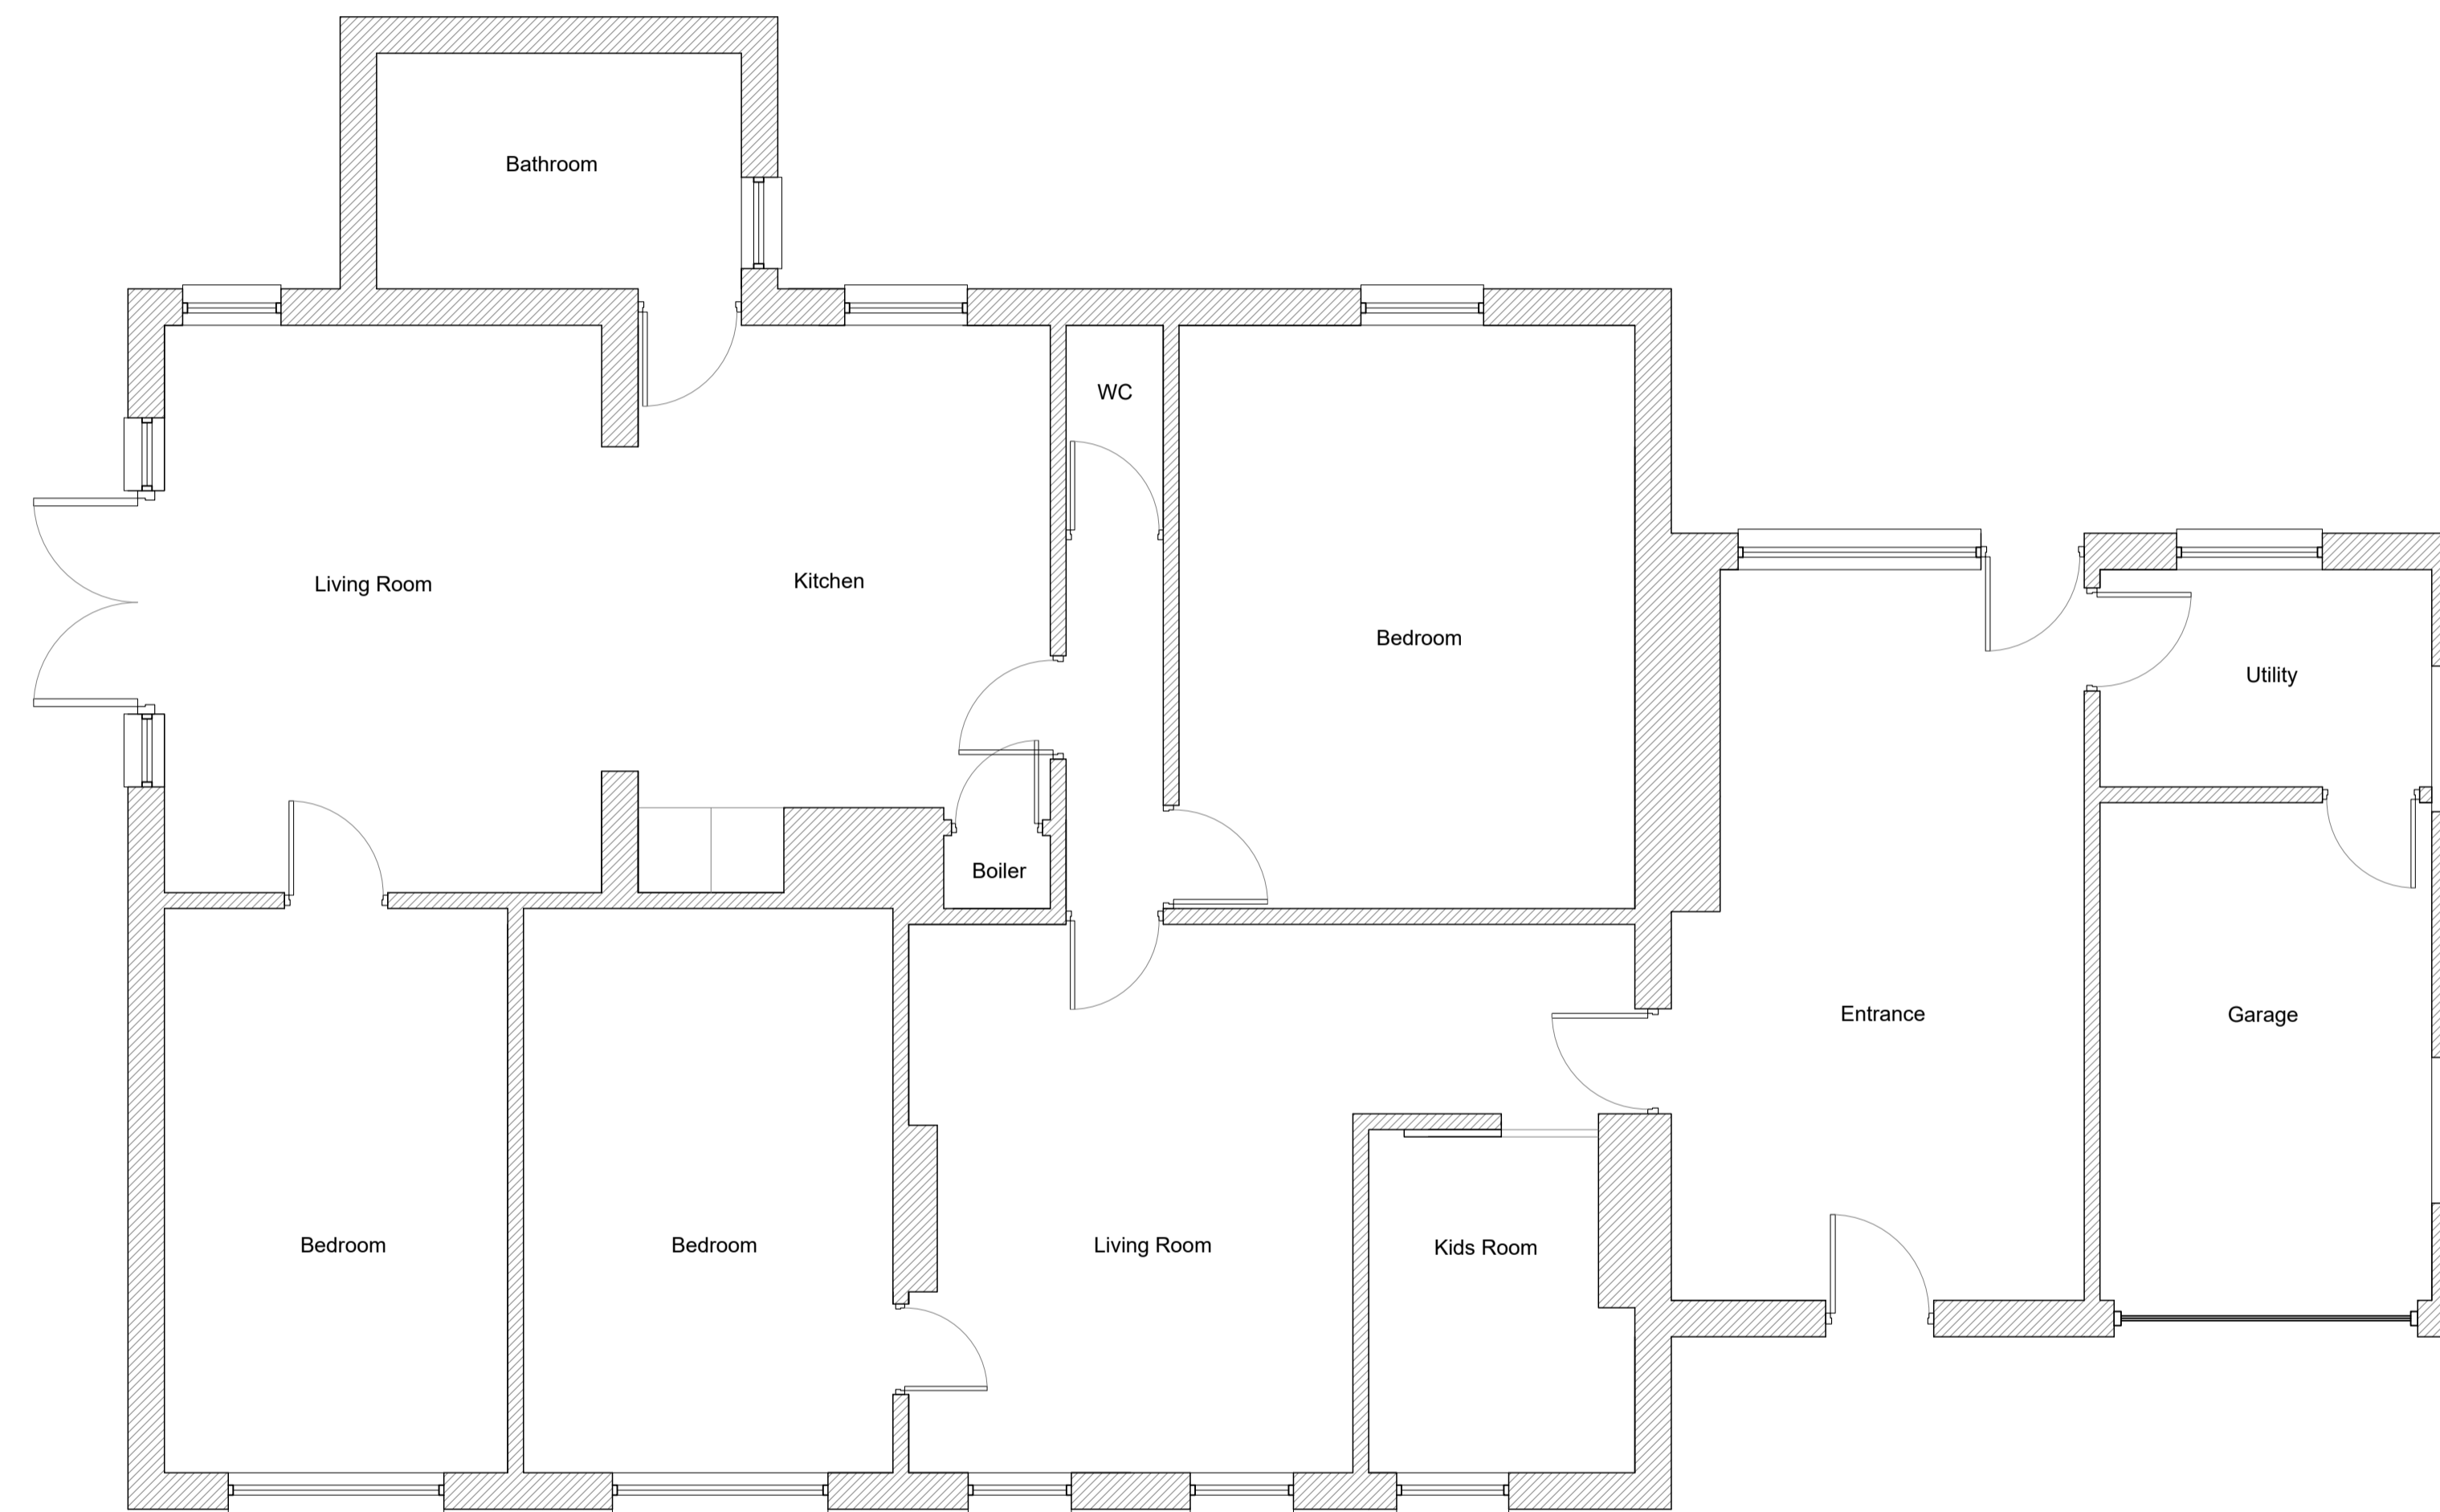 Bathroom
WC
Living Room
Kitchen
Bedroom
Utility
Boiler
Entrance
Garage
Bedroom
Bedroom
Living Room
Kids Room